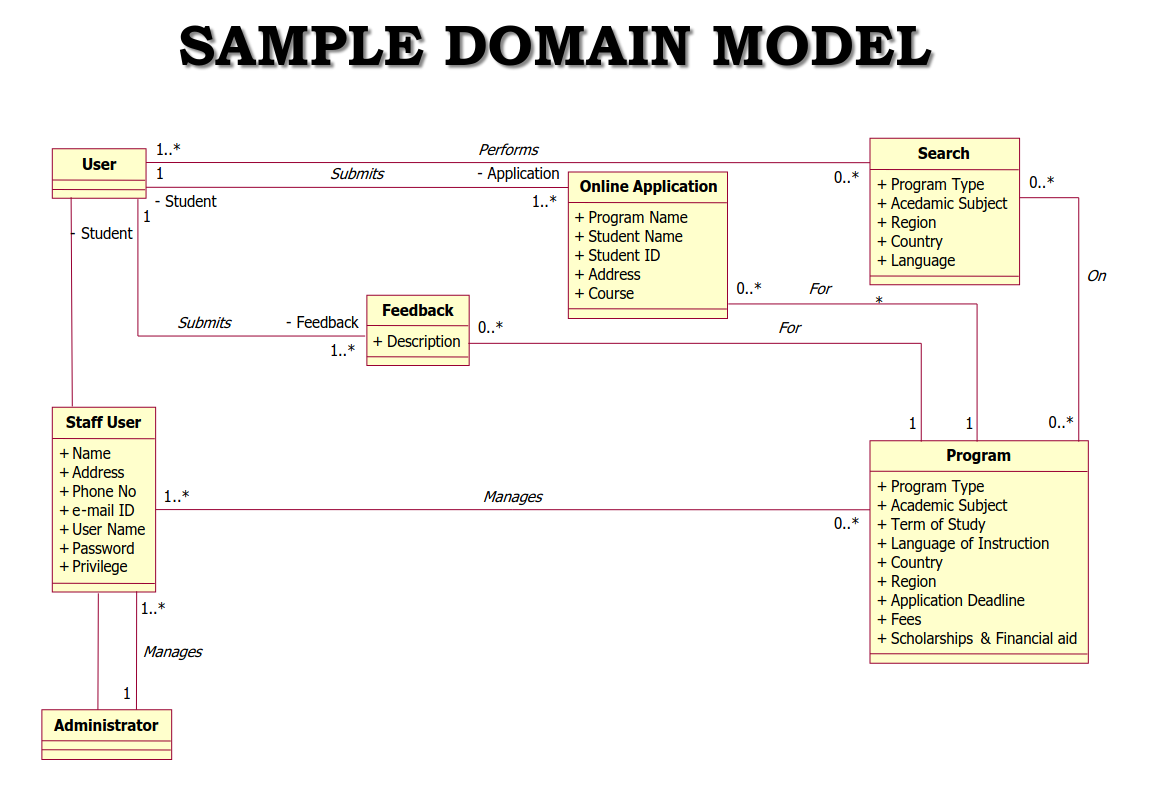 SAMPLE DOMAIN MODEL
User
1..*
Performs
0..*
1
Submits
- Application
- Student
1..*
Search
+ Program Type
+ Acedamic Subject
+ Region
+ Country
+ Language
0..*
On
0..*
Online Application
+ Program Name
+ Student Name
+ Student ID
+ Address
+ Course
0..*
For
*
1
- Student
1
Submits
- Feedback
1..*
Feedback
+ Description
0..*
For
1
Staff User
+ Name
+ Address
+ Phone No
+ e-mail ID
+ User Name
+ Password
+ Privilege
1..*
Manages
0..*
Program
+ Program Type
+ Academic Subject
+ Term of Study
+ Language of Instruction
+ Country
+ Region
+ Application Deadline
+ Fees
+ Scholarships & Financial aid
1..*
Manages
1
Administrator